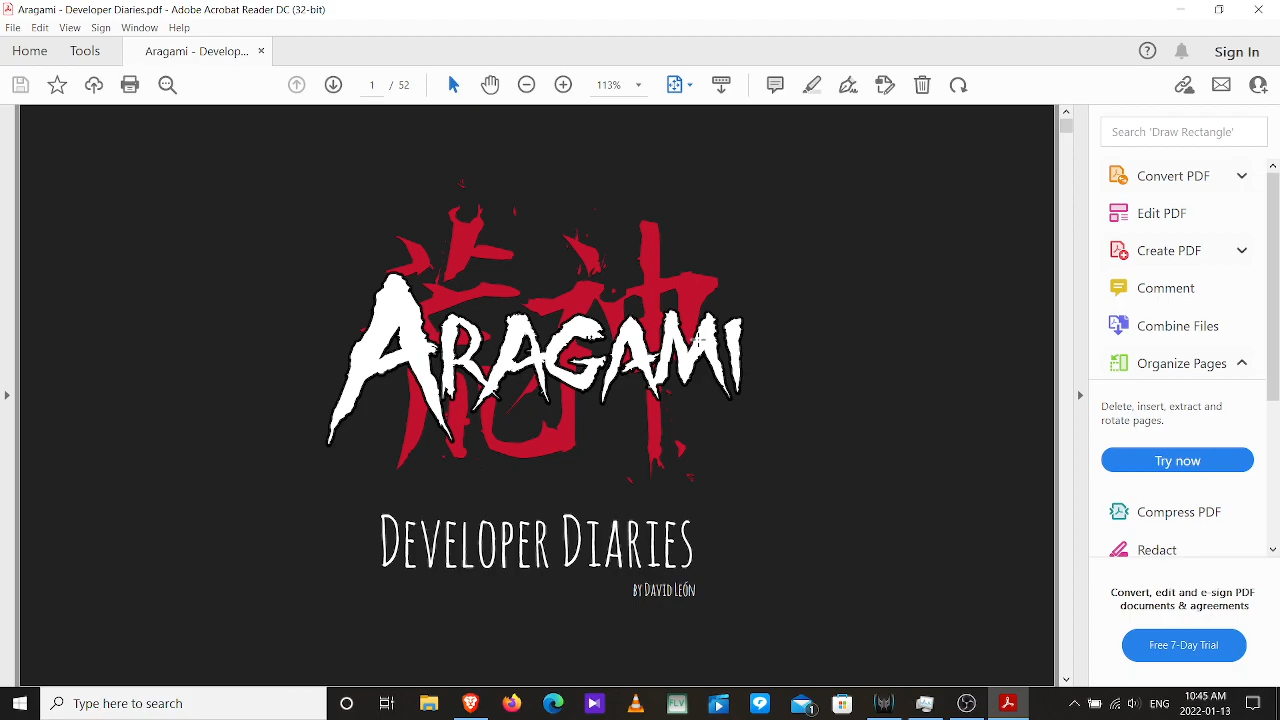 Aragami - Developer Diaries.pdf - Adobe Acrobat Reader DC (32-bit)
File Edit View Sign Window Help
Home Tools Aragami - Develop... ×
Sign In
1 / 52 113%
Search 'Draw Rectangle'
Convert PDF
Edit PDF
Create PDF
Comment
Combine Files
Organize Pages
Delete, insert, extract and
rotate pages.
Try now
Compress PDF
Redact
Convert, edit and e-sign PDF
documents & agreements
Free 7-Day Trial
ARAGAMI
DEVELOPER DIARIES
BY DAVID LEÓN
Type here to search
FLV
1
ENG
10:45 AM
2022-01-13